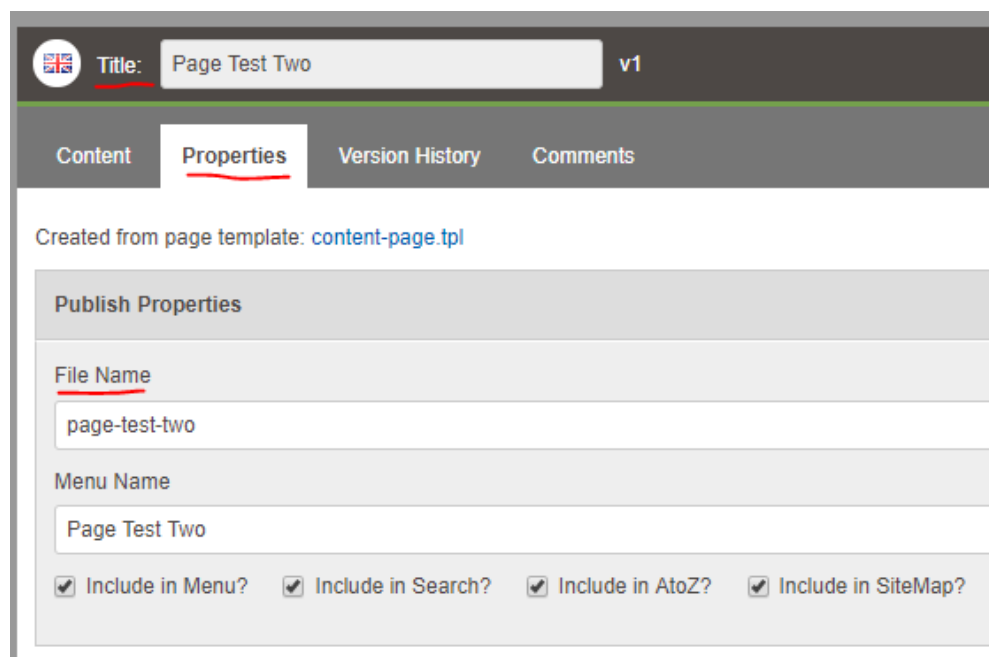 Title: Page Test Two v1
Content Properties Version History Comments
Created from page template: content-page.tpl
Publish Properties
File Name
page-test-two
Menu Name
Page Test Two
Include in Menu? Include in Search? Include in AtoZ? Include in SiteMap?